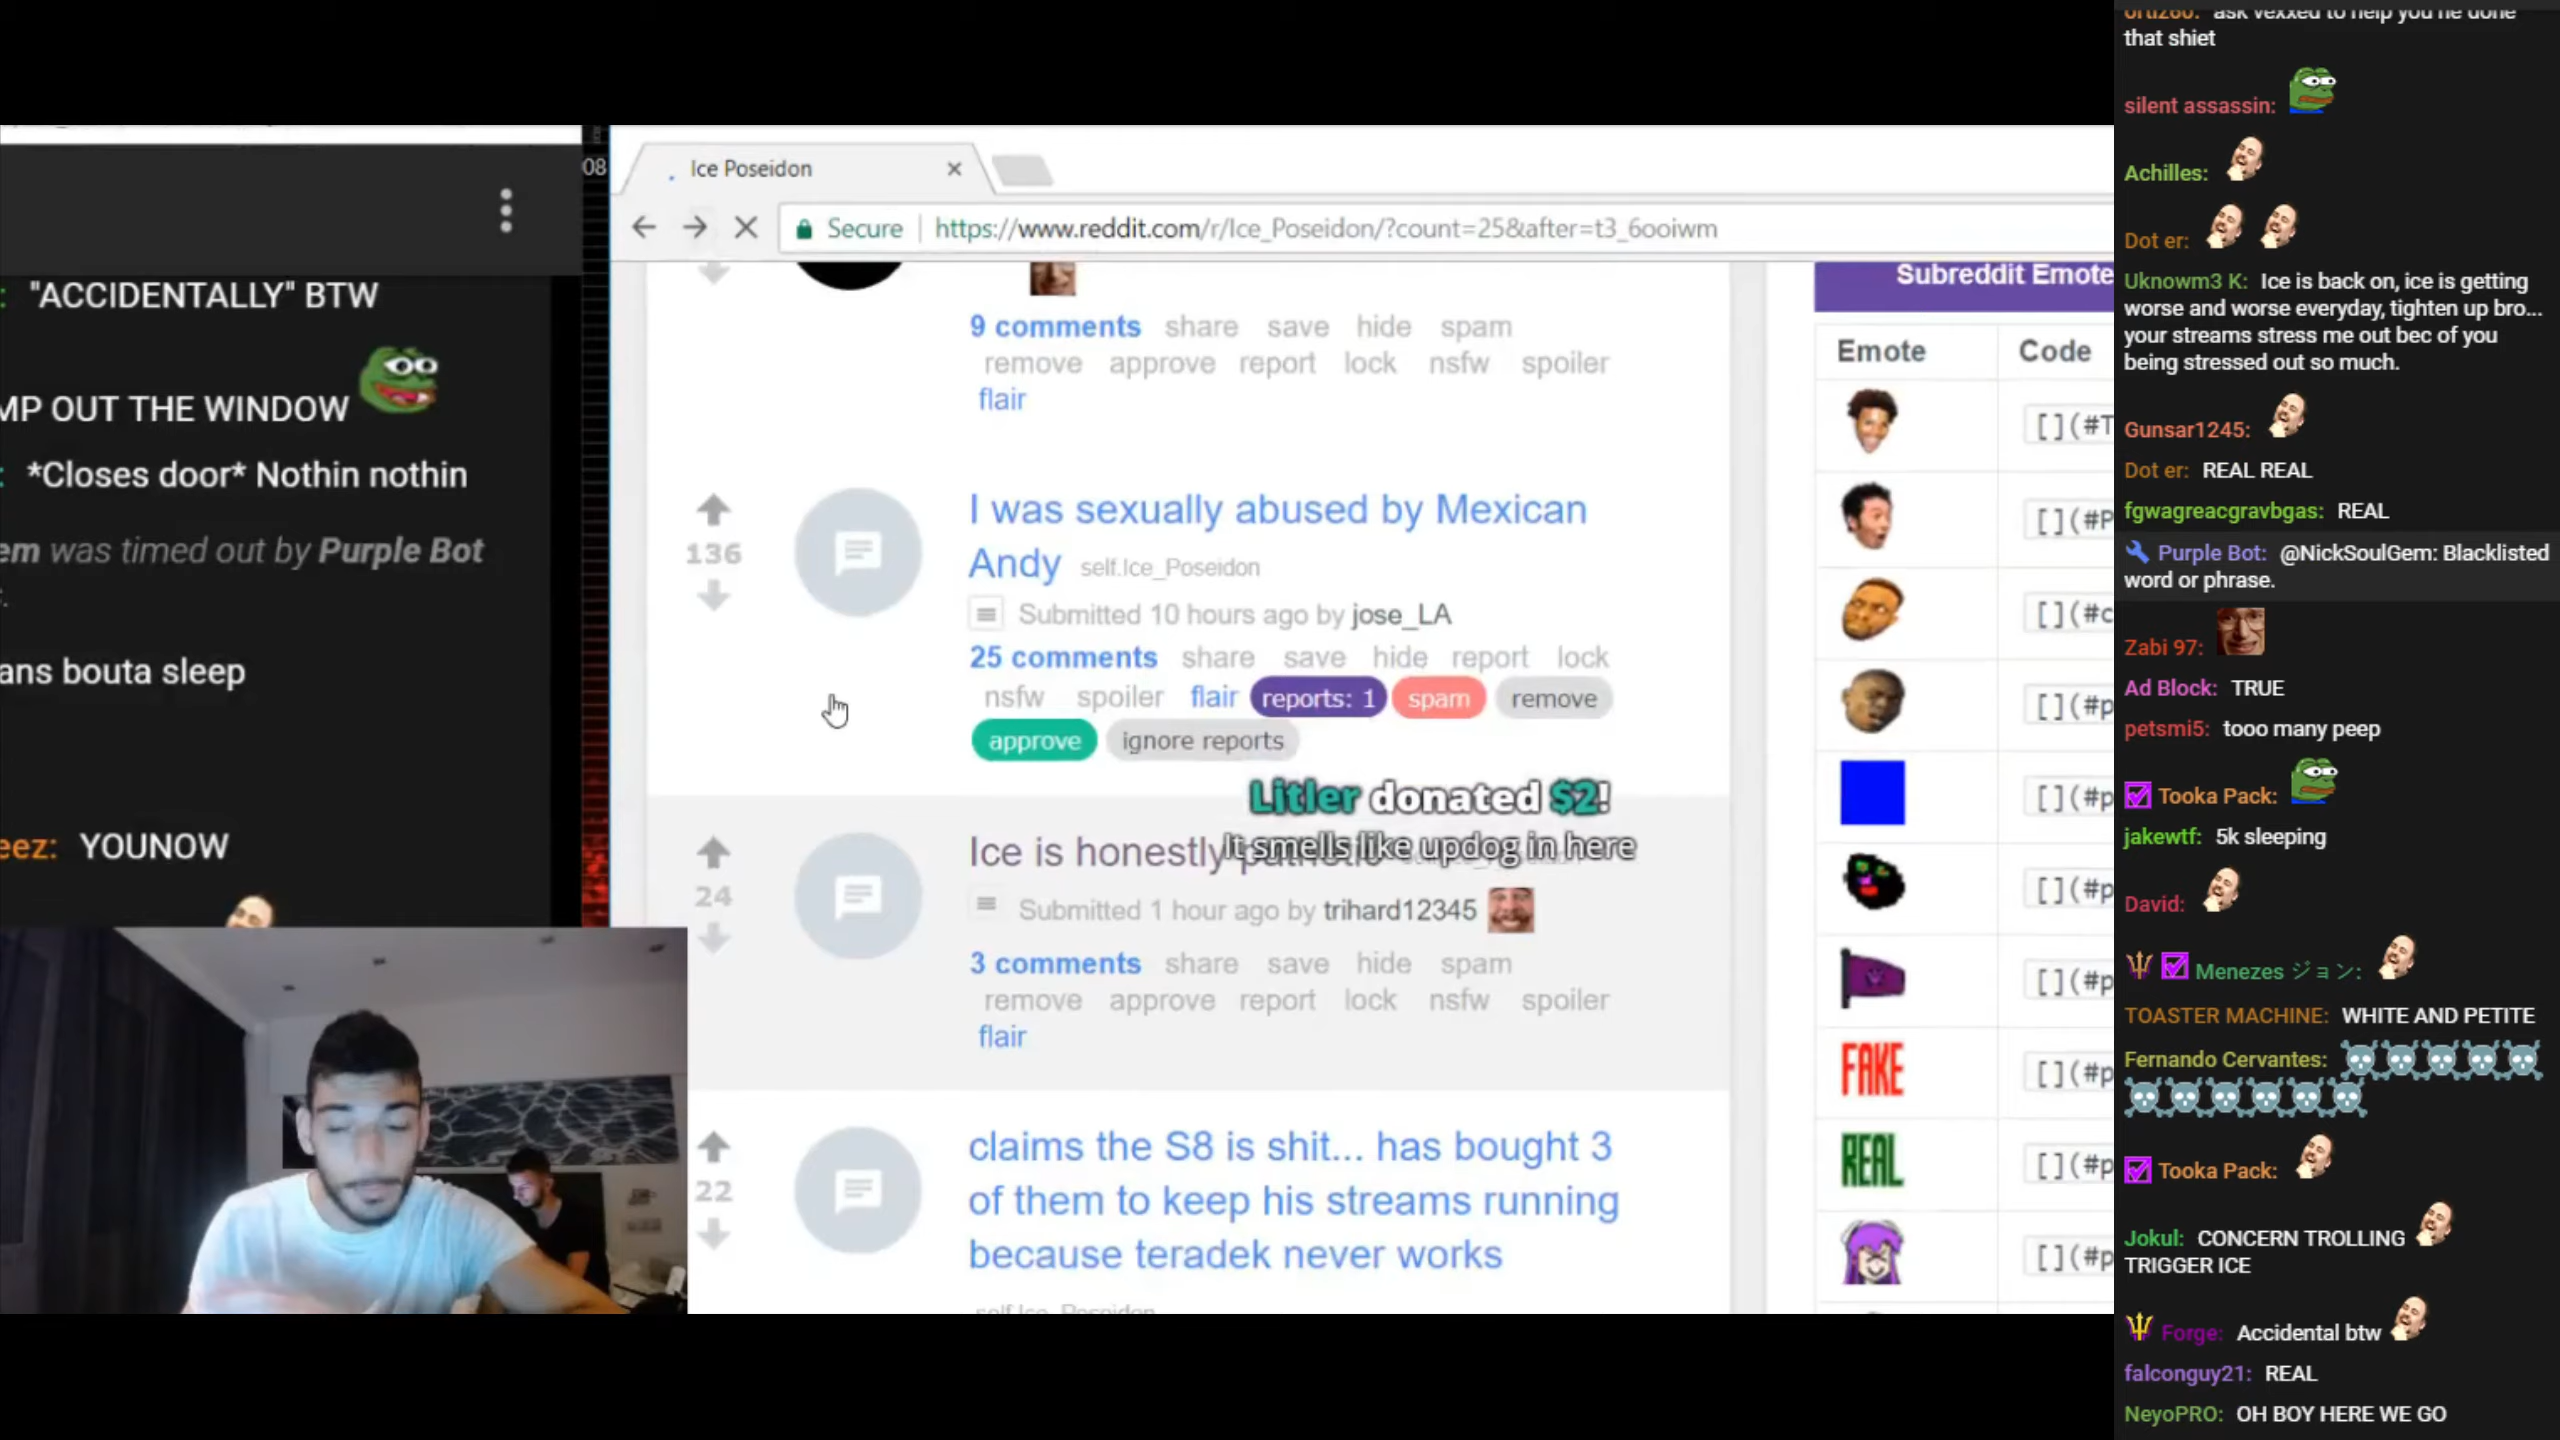 "ACCIDENTALLY" BTW
MP OUT THE WINDOW
*Closes door* Nothin nothin
em was timed out by Purple Bot
ans bouta sleep
eez: YOUNOW
08
Ice Poseidon
Secure
https://www.reddit.com/r/Ice_Poseidon/?count=25&after=t3_6ooiwm
9 comments share save hide spam
remove approve report lock nsfw spoiler
flair
136
I was sexually abused by Mexican
Andy self.Ice_Poseidon
Submitted 10 hours ago by jose_LA
25 comments share save hide report lock
nsfw spoiler flair reports: 1 spam remove
approve ignore reports
Litler donated $2!
It smells like updog in here
24
Ice is honestly
Submitted 1 hour ago by trihard12345
3 comments share save hide spam
remove approve report lock nsfw spoiler
flair
22
claims the S8 is shit... has bought 3
of them to keep his streams running
because teradek never works
self.Ice_Poseidon
Subreddit Emote
Emote Code
[](#T
[](#P
[](#c
[](#p
[](#p
[](#p
[](#p
FAKE [](#p
REAL [](#p
[](#p
ask vexxed to help you he done
that shiet
silent assassin:
Achilles:
Dot er:
Uknowm3 K: Ice is back on, ice is getting
worse and worse everyday, tighten up bro...
your streams stress me out bec of you
being stressed out so much.
Gunsar1245:
Dot er: REAL REAL
fgwagreacgravbgas: REAL
Purple Bot: @NickSoulGem: Blacklisted
word or phrase.
Zabi 97:
Ad Block: TRUE
petsmi5: tooo many peep
Tooka Pack:
jakewtf: 5k sleeping
David:
Menezes ジョン:
TOASTER MACHINE: WHITE AND PETITE
Fernando Cervantes: ☠☠☠☠☠
☠☠☠☠☠☠
Tooka Pack:
Jokul: CONCERN TROLLING
TRIGGER ICE
Forge: Accidental btw
falconguy21: REAL
NeyoPRO: OH BOY HERE WE GO